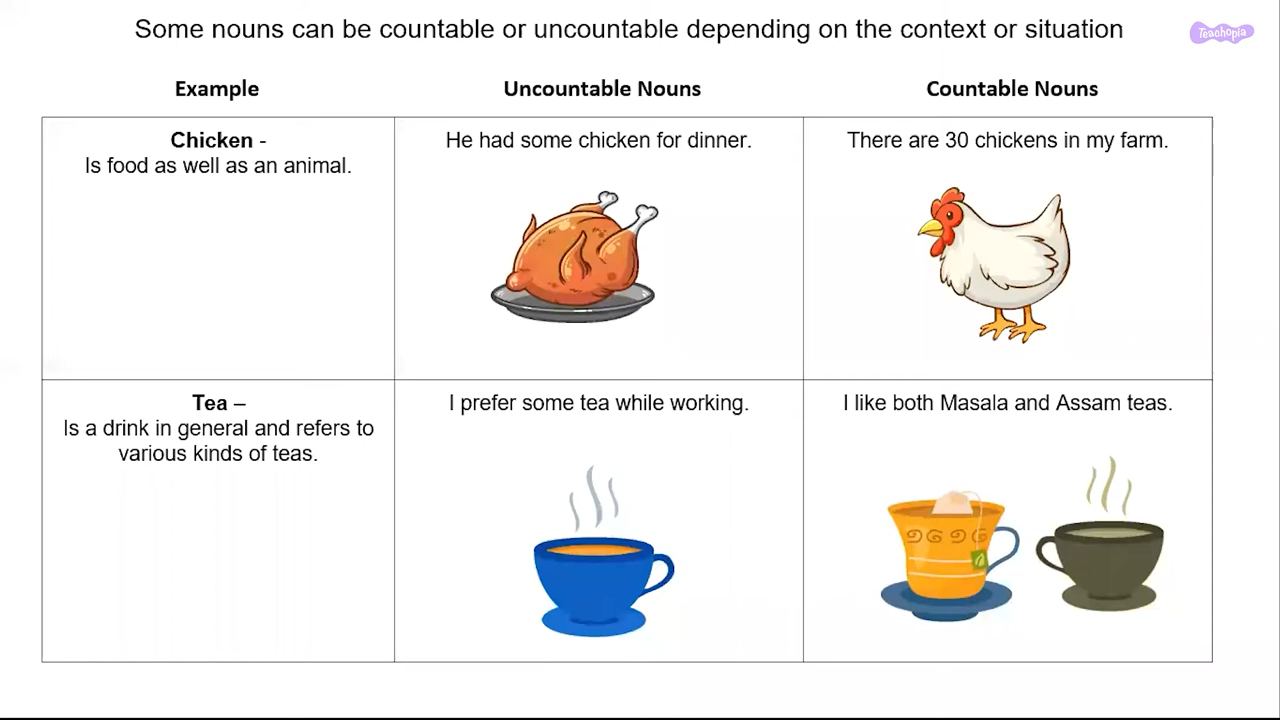 Some nouns can be countable or uncountable depending on the context or situation
Teachopia
Example
Uncountable Nouns
Countable Nouns
Chicken -
Is food as well as an animal.
He had some chicken for dinner.
There are 30 chickens in my farm.
Tea –
Is a drink in general and refers to
various kinds of teas.
I prefer some tea while working.
I like both Masala and Assam teas.